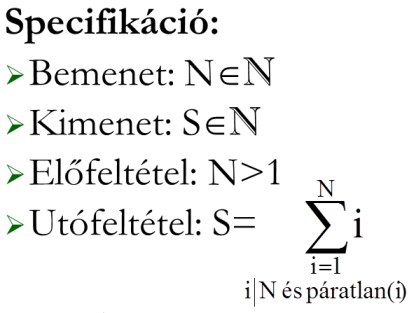 Specifikáció:
➢Bemenet: N∈ℕ
➢Kimenet: S∈ℕ
➢Előfeltétel: N>1
N
➢Utófeltétel: S= ∑ i
i=1
i|N és páratlan(i)